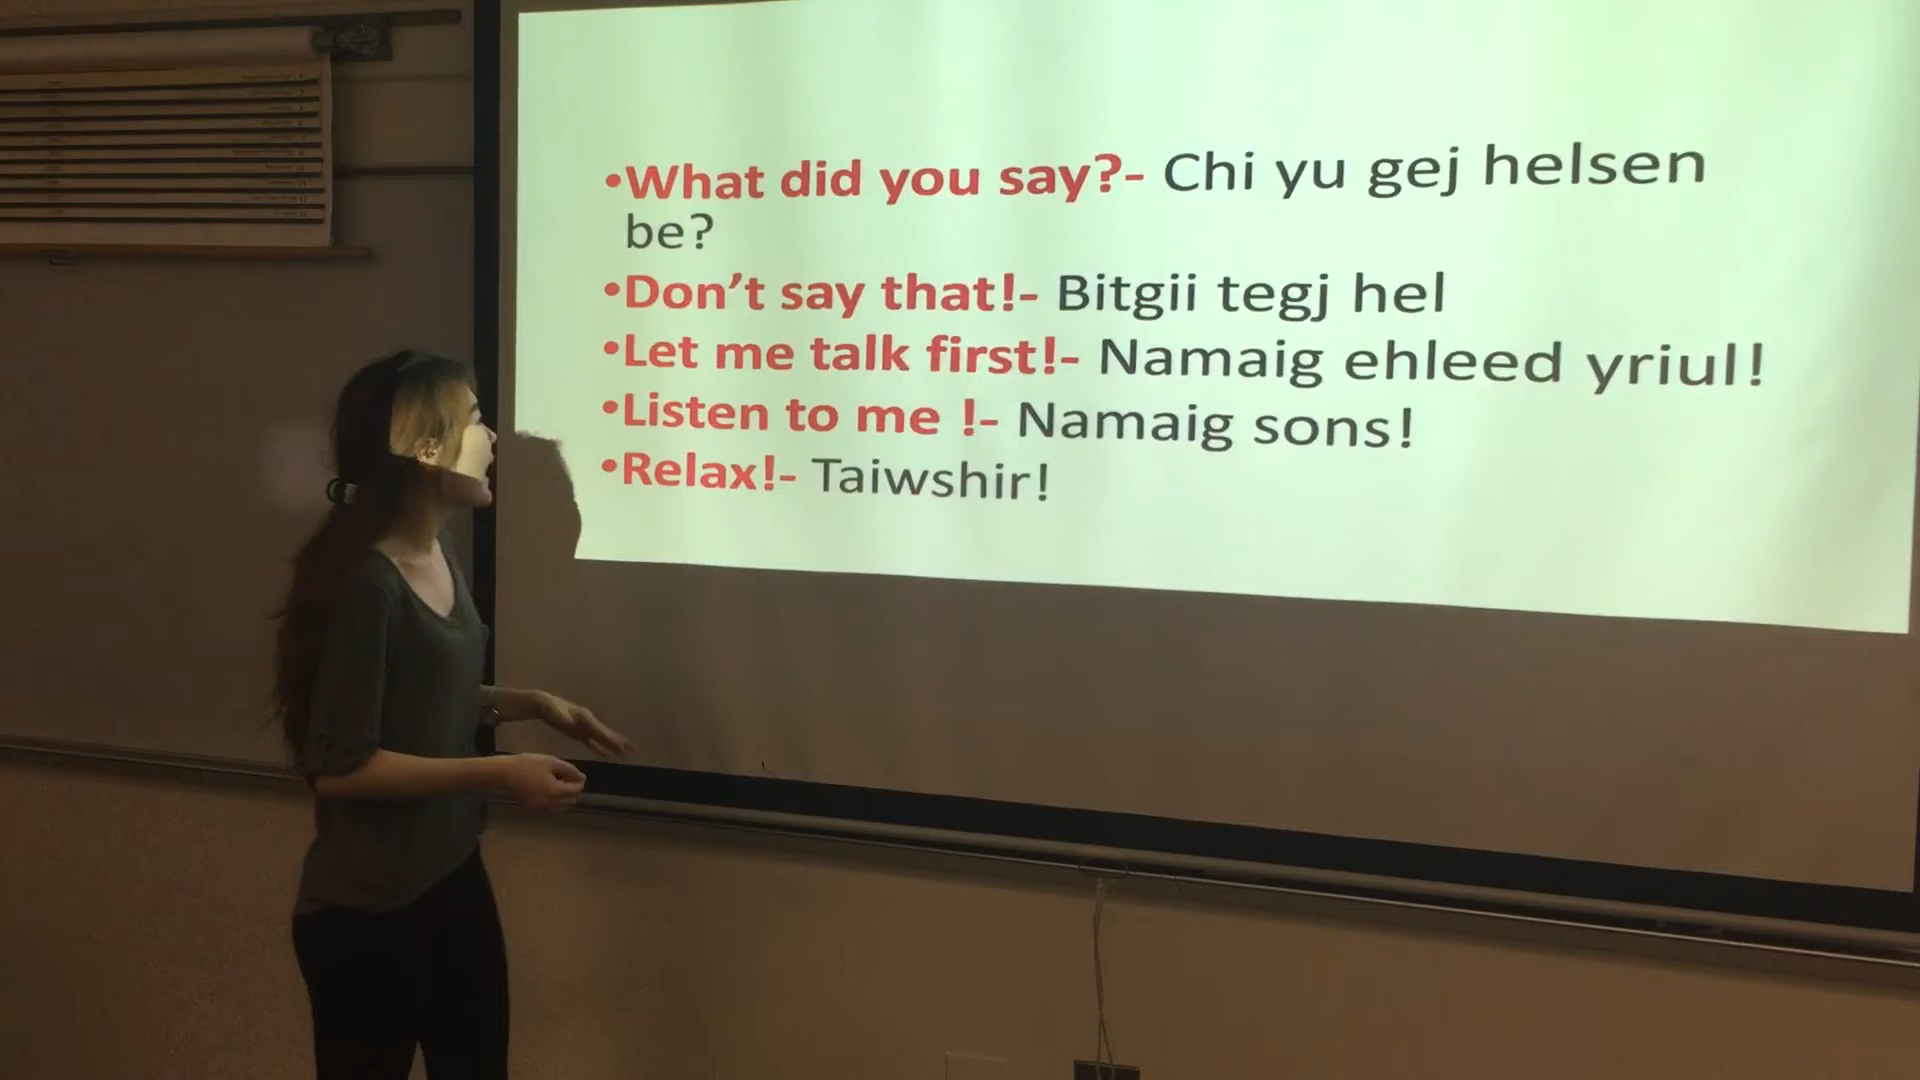 •What did you say?- Chi yu gej helsen
be?
•Don’t say that!- Bitgii tegj hel
•Let me talk first!- Namaig ehleed yriul!
•Listen to me !- Namaig sons!
•Relax!- Taiwshir!